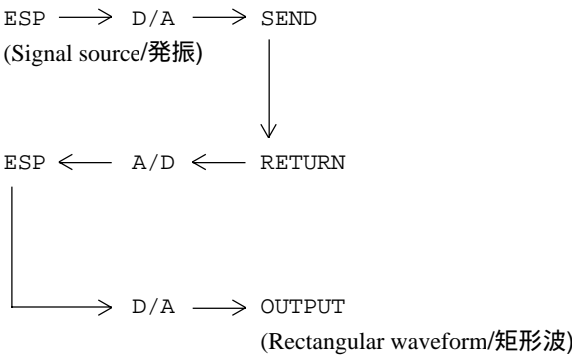 ESP D/A SEND
(Signal source/発振)
ESP A/D RETURN
D/A OUTPUT
(Rectangular waveform/矩形波)